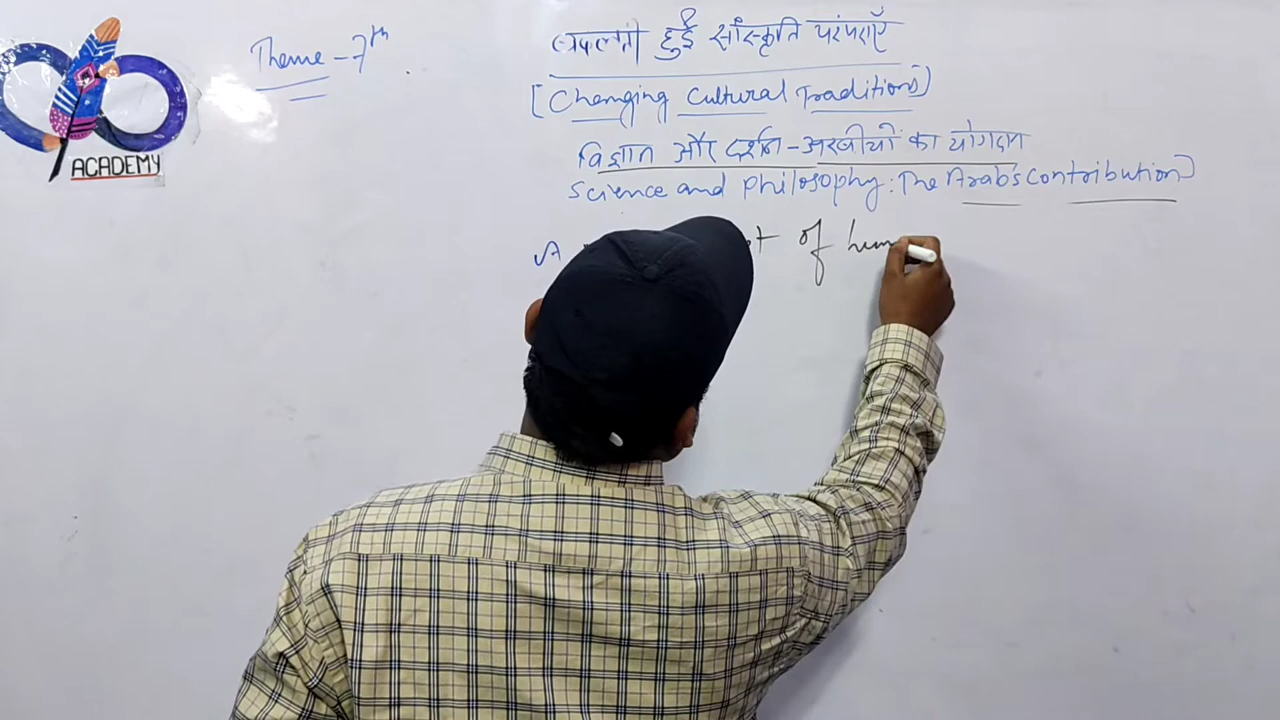 ACADEMY
Theme - 7th
बदलती हुई सांस्कृति परंपराएँ
[Changing Cultural Traditions]
विज्ञान और दर्शन - अरबीयों का योगदान
Science and Philosophy: The Arab's Contribution]
of hum